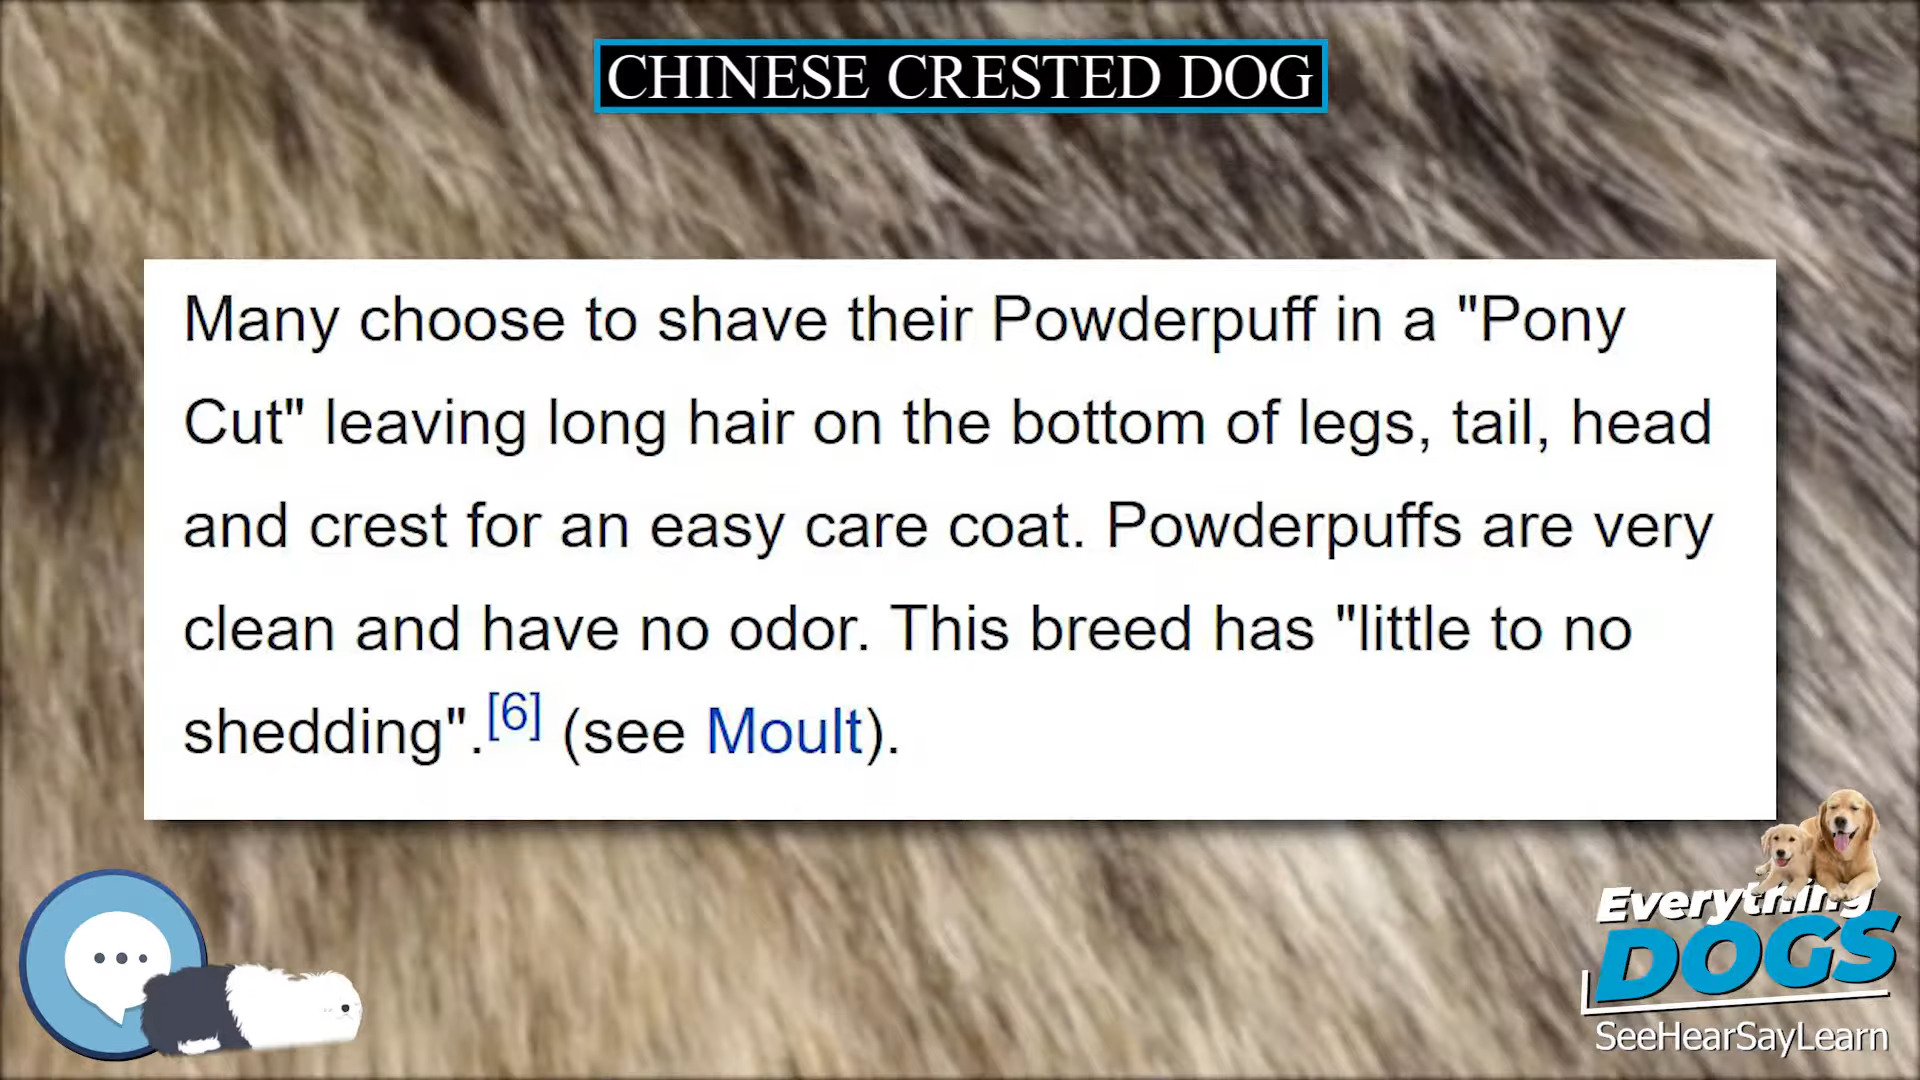 CHINESE CRESTED DOG
Many choose to shave their Powderpuff in a "Pony
Cut" leaving long hair on the bottom of legs, tail, head
and crest for an easy care coat. Powderpuffs are very
clean and have no odor. This breed has "little to no
shedding".[6] (see Moult).
Everything
DOGS
SeeHearSayLearn